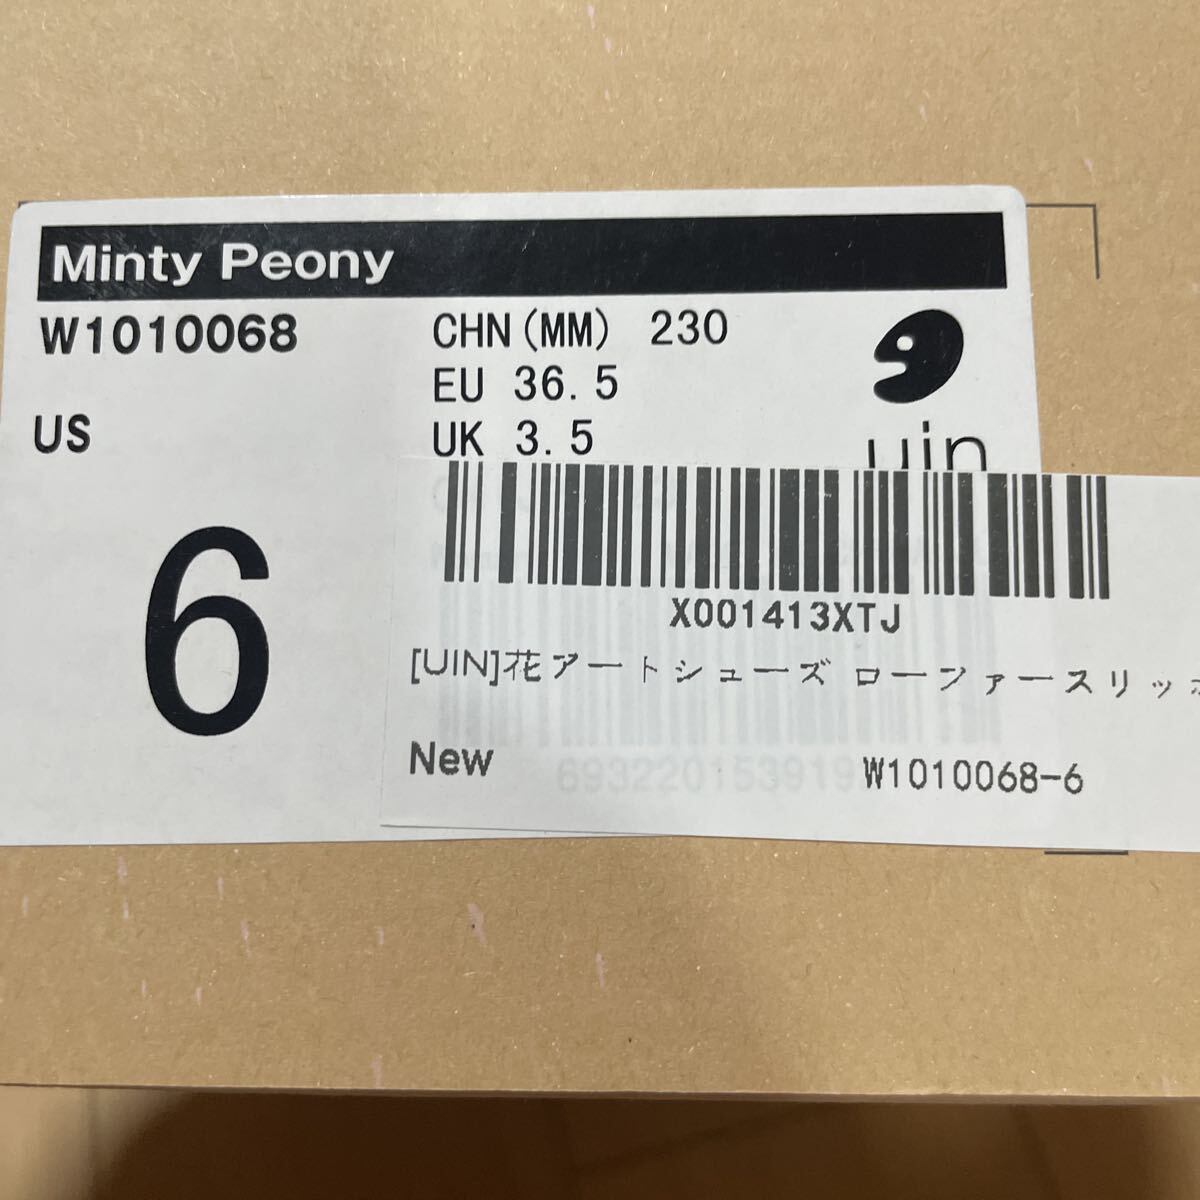 Minty Peony
W1010068
CHN(MM) 230
EU 36.5
US
UK 3.5
uin
6
X001413XTJ
[UIN]花アートシューズ ローファースリッ
New
W1010068-6